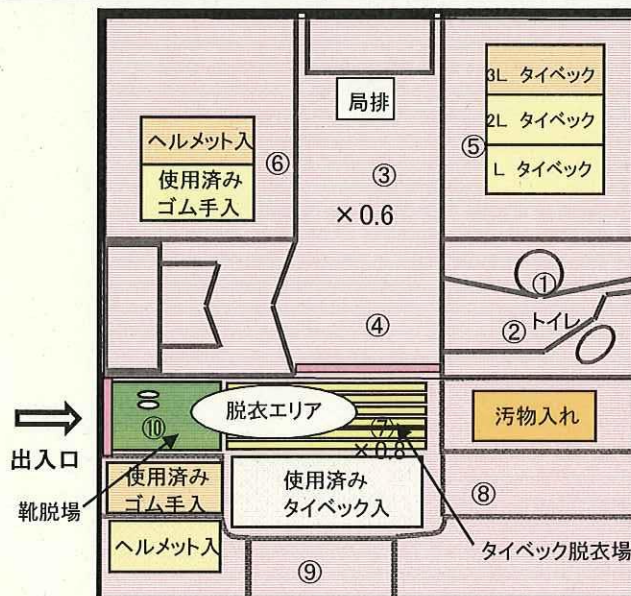 局排
3L タイベック
2L タイベック
L タイベック
⑤
ヘルメット入
使用済み
ゴム手入
⑥
③
×0.6
①
②
トイレ
④
出入口
脱衣エリア
⑩
⑦
×0.8
汚物入れ
使用済み
ゴム手入
使用済み
タイベック入
⑧
靴脱場
ヘルメット入
⑨
タイベック脱衣場